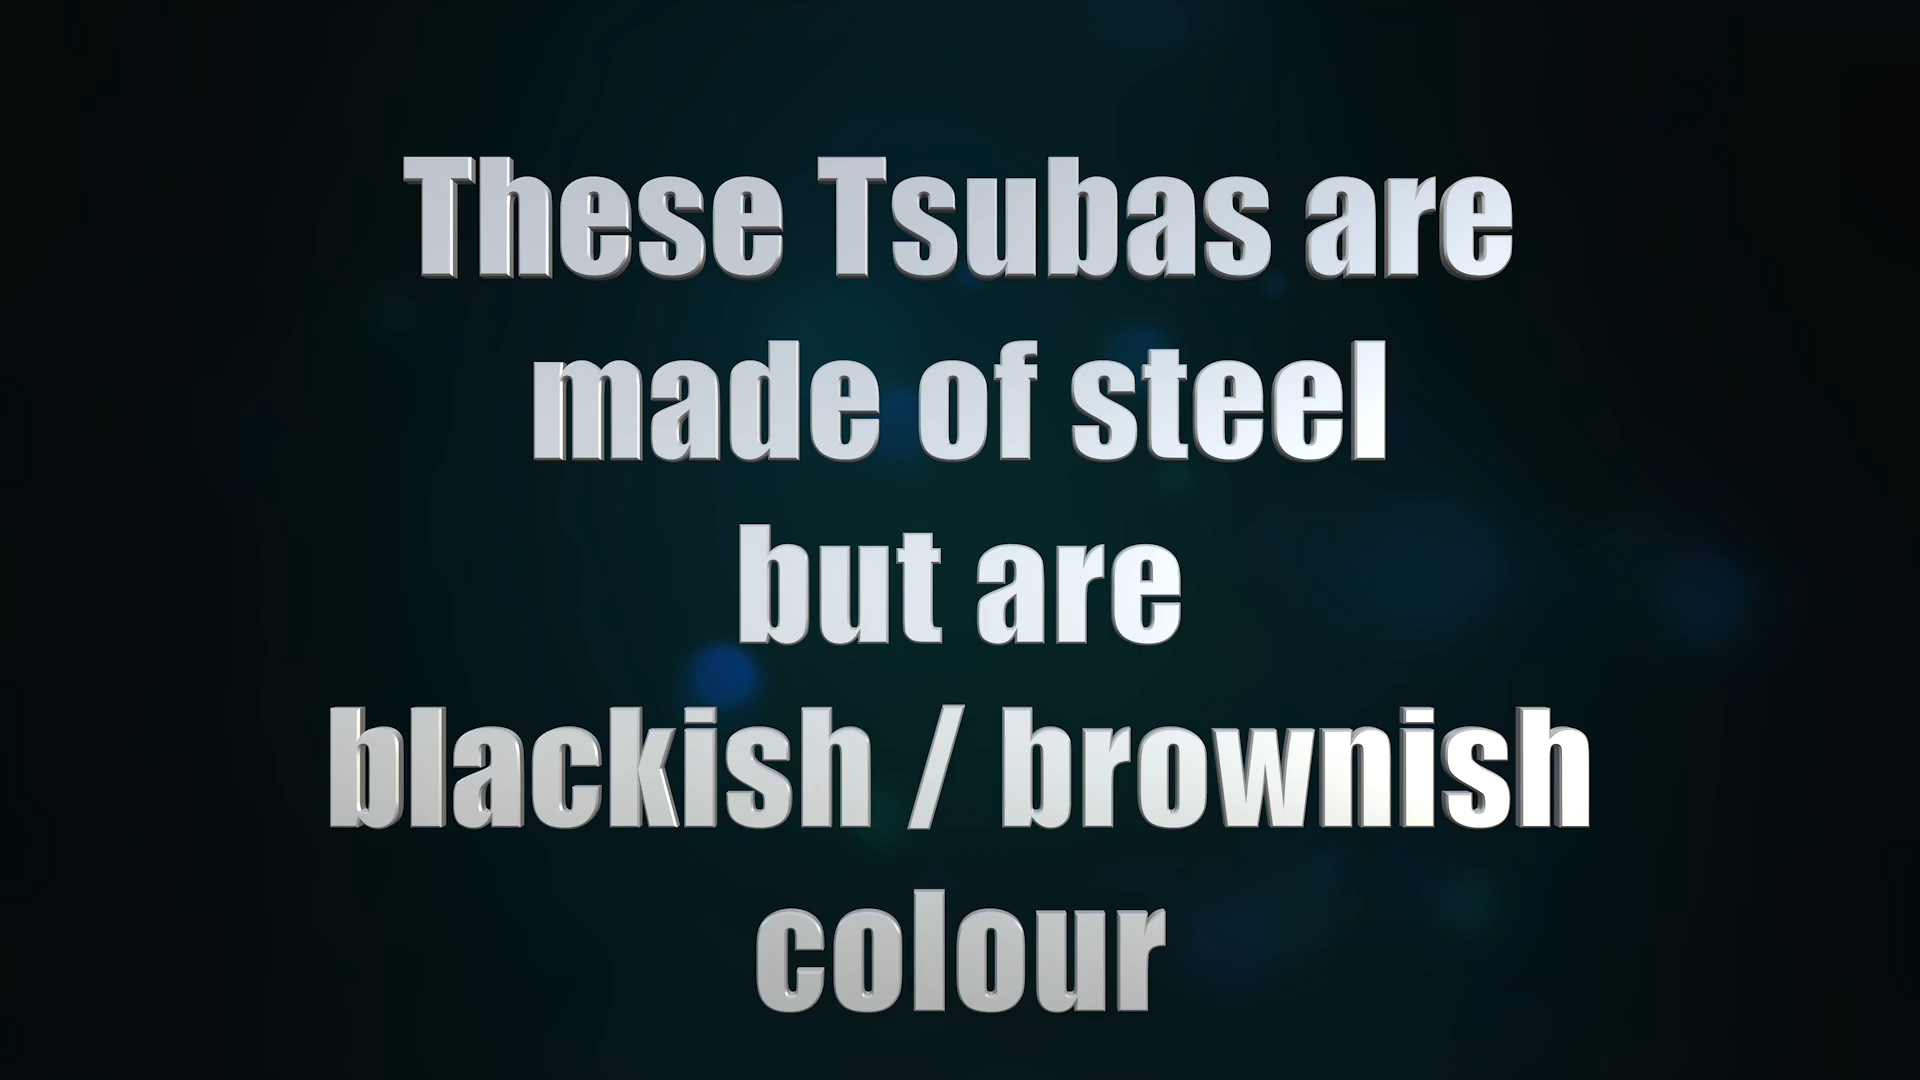 These Tsubas are
made of steel
but are
blackish / brownish
colour